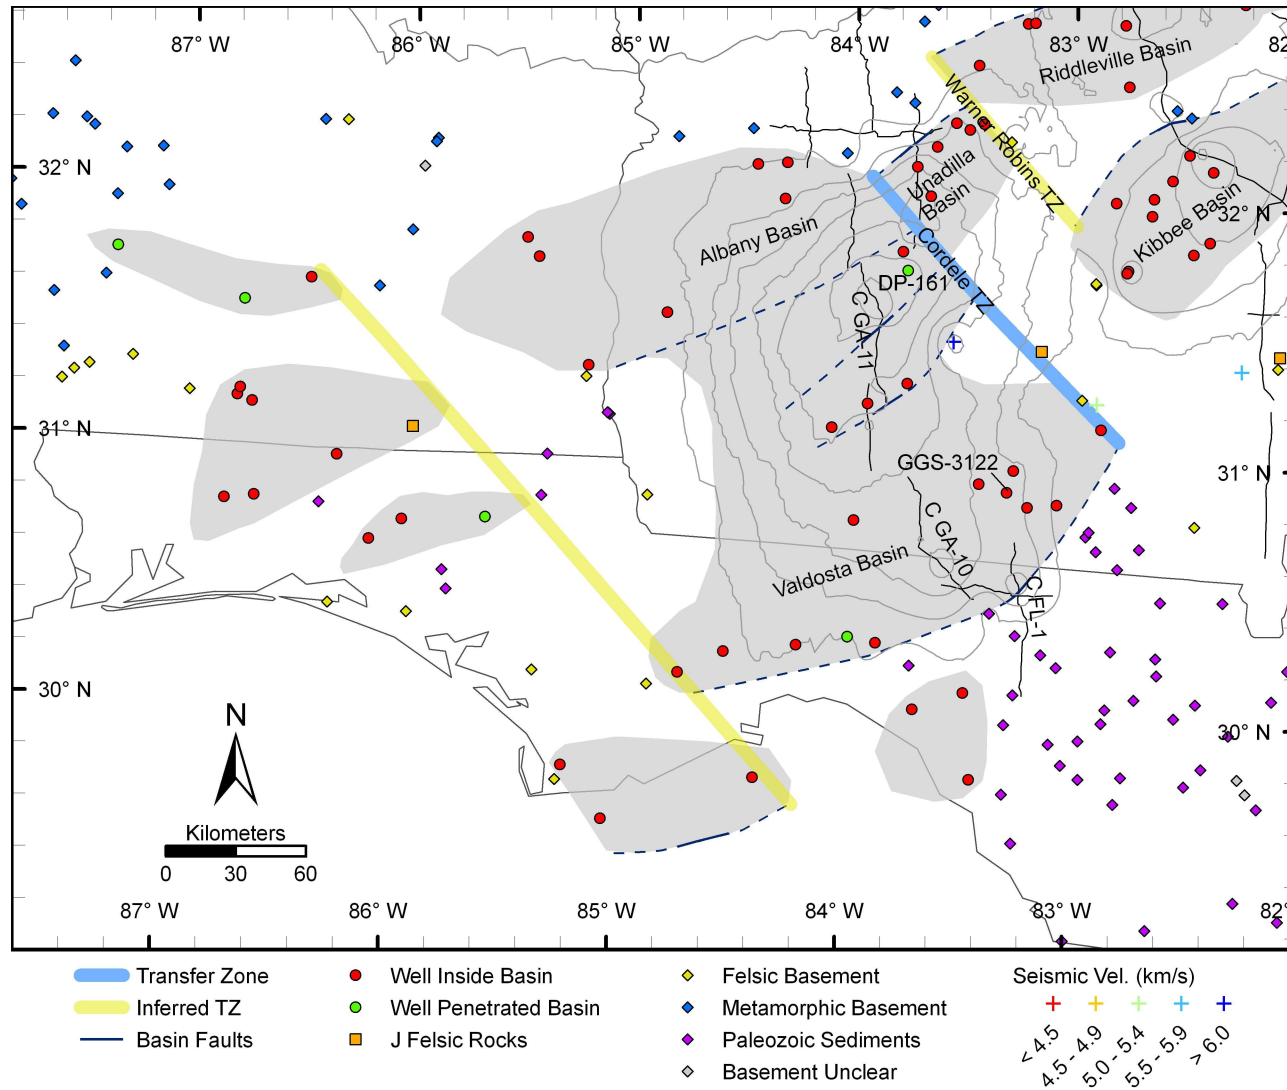 87° W
86° W
85° W
84° W
83° W
82
Riddleville Basin
Warner Robins TZ
32° N
Unadilla
Basin
Kibbee Basin
32° N
Albany Basin
Cordele TZ
DP-161
C GA-11
31° N
GGS-3122
31° N
C GA-10
Valdosta Basin
C FL-1
30° N
N
30° N
Kilometers
0 30 60
87° W
86° W
85° W
84° W
83° W
82°
Transfer Zone
Inferred TZ
Basin Faults
Well Inside Basin
Well Penetrated Basin
J Felsic Rocks
Felsic Basement
Metamorphic Basement
Paleozoic Sediments
Basement Unclear
Seismic Vel. (km/s)
< 4.5
4.5 - 4.9
5.0 - 5.4
5.5 - 5.9
> 6.0